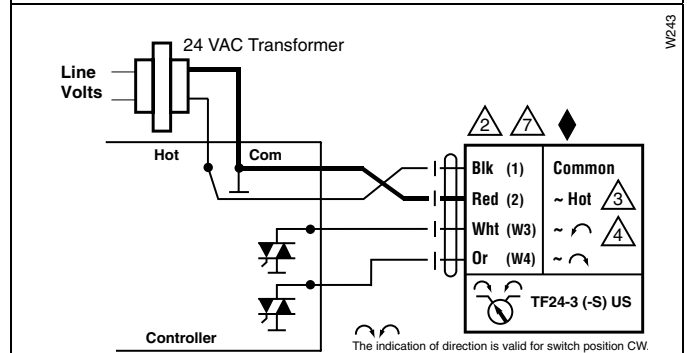 W243
24 VAC Transformer
Line
Volts
2 7
Hot Com
Blk (1) Common
Red (2) ~ Hot 3
Wht (W3) ~ 4
Or (W4) ~
TF24-3 (-S) US
Controller
The indication of direction is valid for switch position CW.